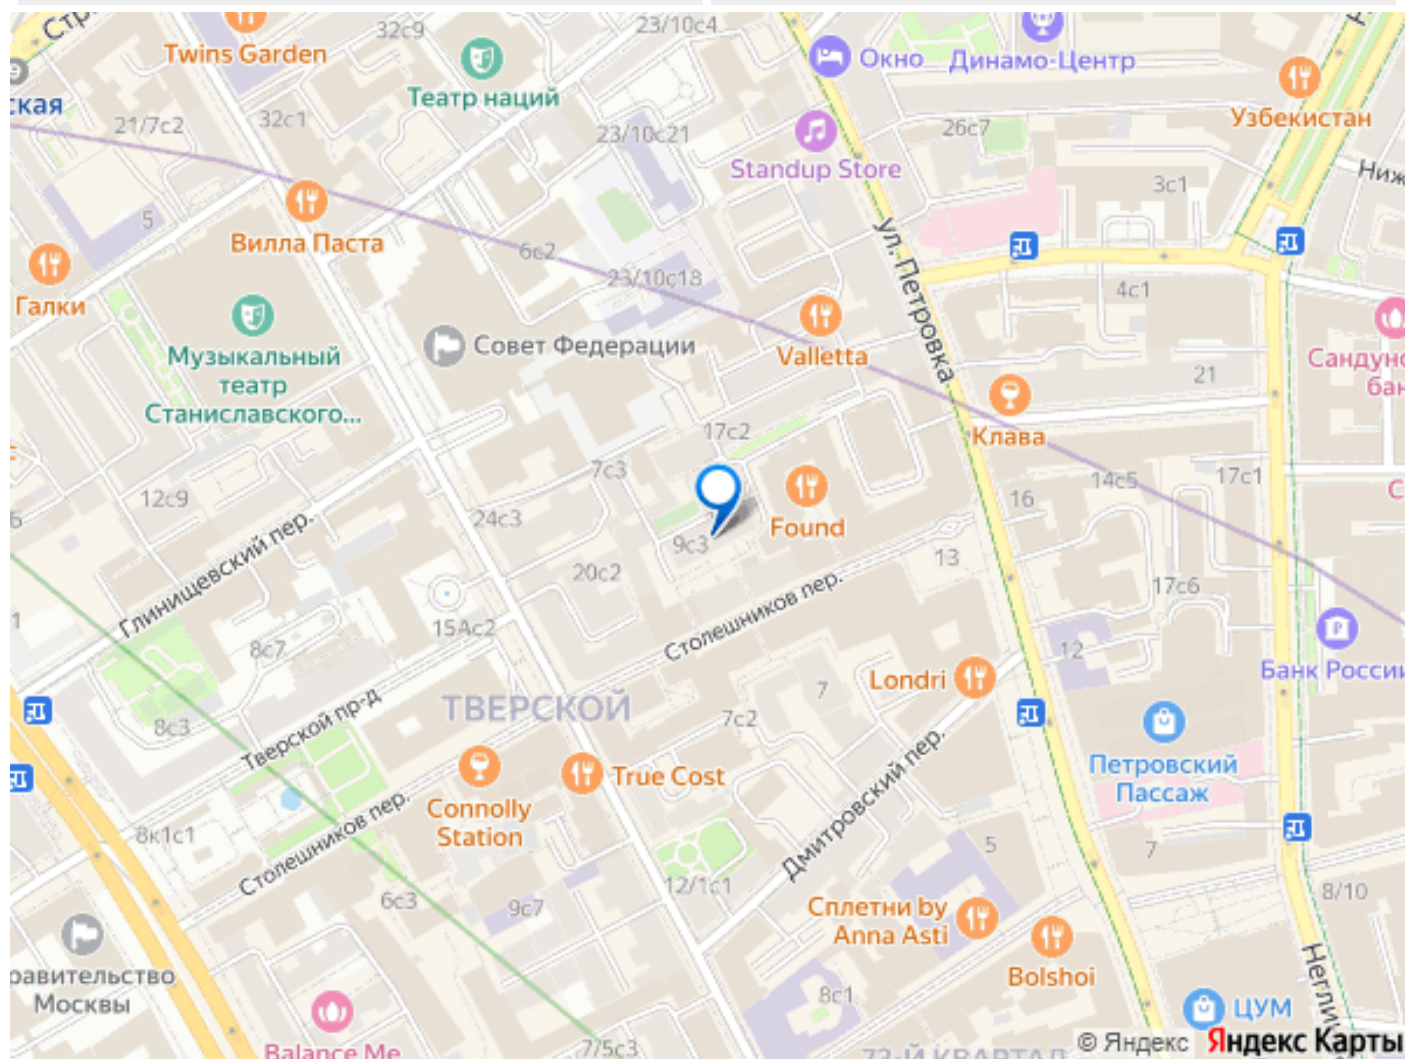 32с9
23/10с4
Twins Garden
Окно
Динамо-Центр
ская
Театр наций
Узбекистан
21/7с2
32с1
23/10с21
26с7
Standup Store
3с1
5
Вилла Паста
6с2
23/10с18
ул. Петровка
4с1
Галки
Совет Федерации
Valletta
Музыкальный
театр
Станиславского...
21
Клава
17с2
7с3
12с9
24с3
Found
16
14с5
17с1
9с3
Глинищевский пер.
20с2
Столешников пер.
13
17с6
15Ас2
8с7
12
Банк России
Londri
7
ТВЕРСКОЙ
7с2
8с3
Тверской пр-д
Петровский
Пассаж
True Cost
Connolly
Station
Дмитровский пер.
8к1с1
Столешников пер.
5
7
12/1с1
6с3
9с7
8/10
Сплетни by
Anna Asti
равительство
Москвы
Bolshoi
8с1
ЦУМ
Balance Me
7/5с3
73-Й КВАРТАЛ
© Яндекс Яндекс Карты